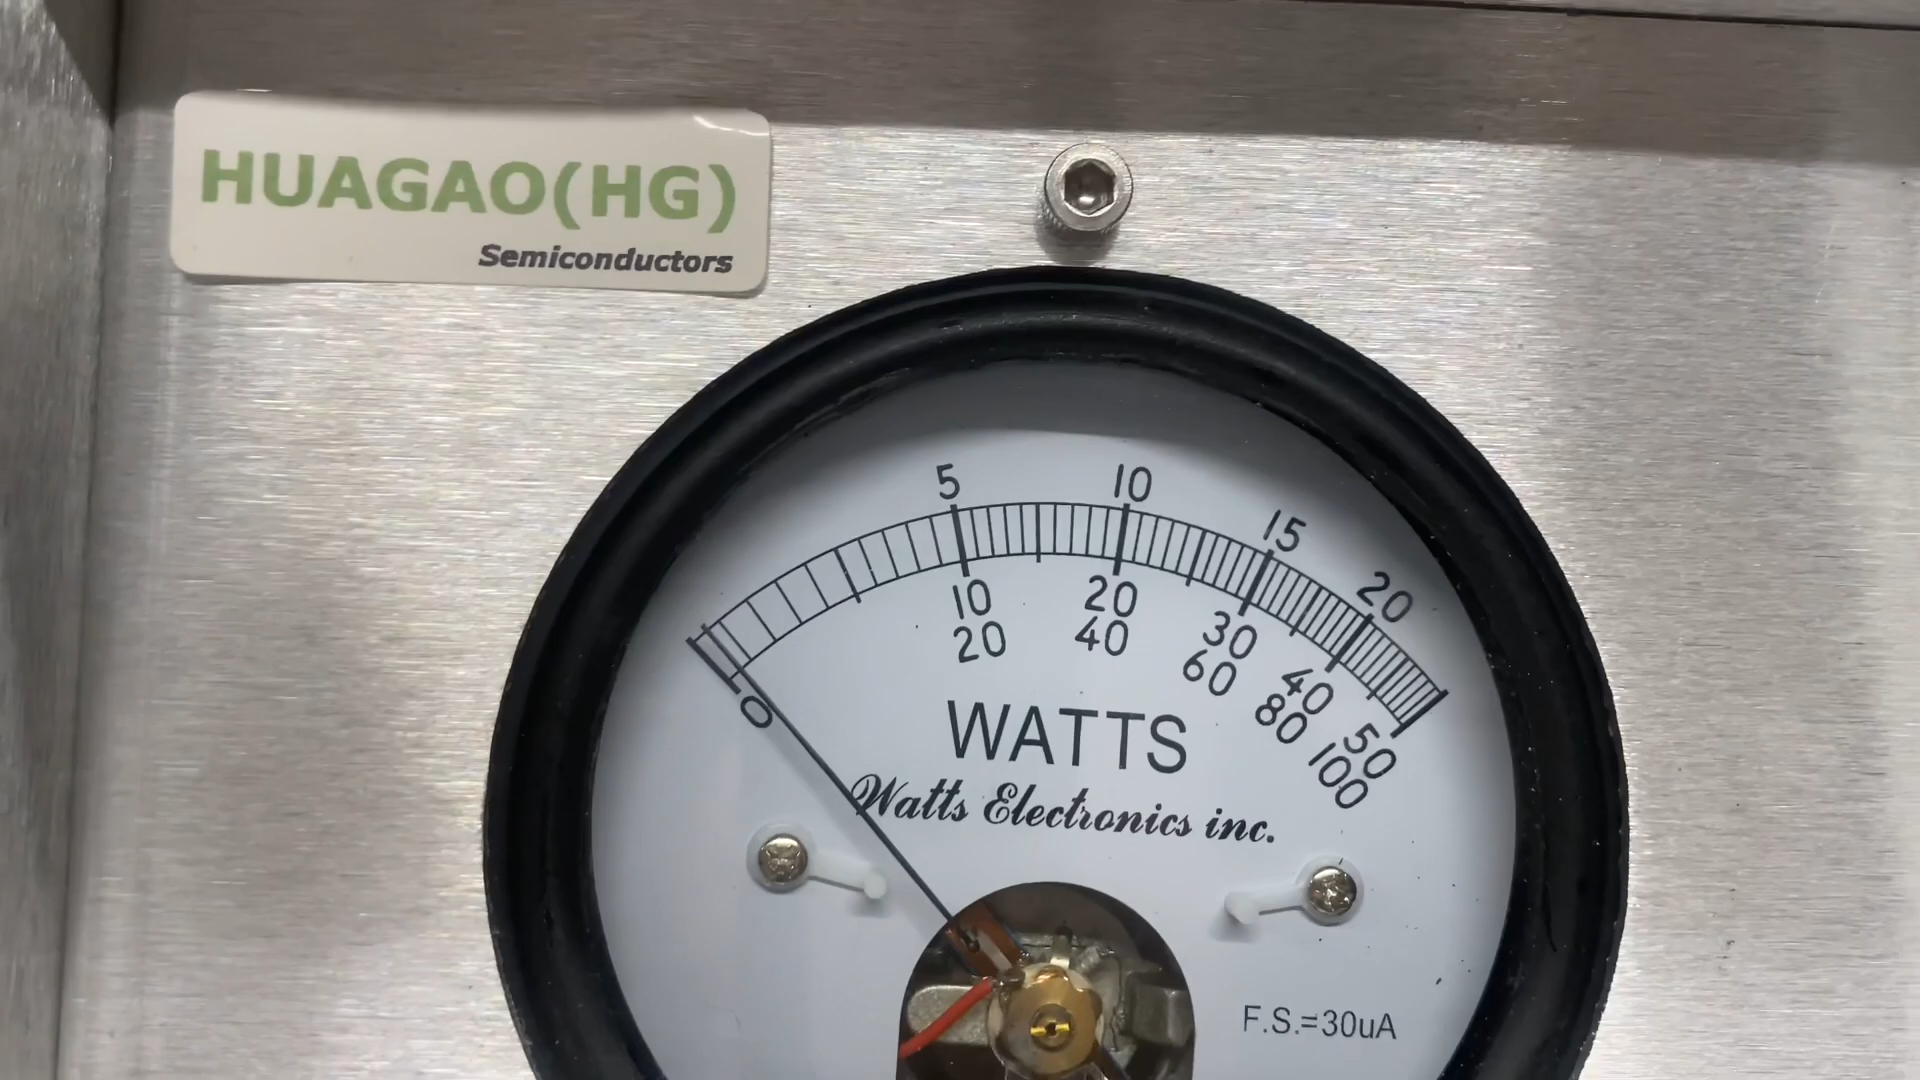 HUAGAO(HG)
Semiconductors
5 10 15 20
0 10 20 30 40 50
20 40 60 80 100
WATTS
Watts Electronics inc.
F.S.=30uA